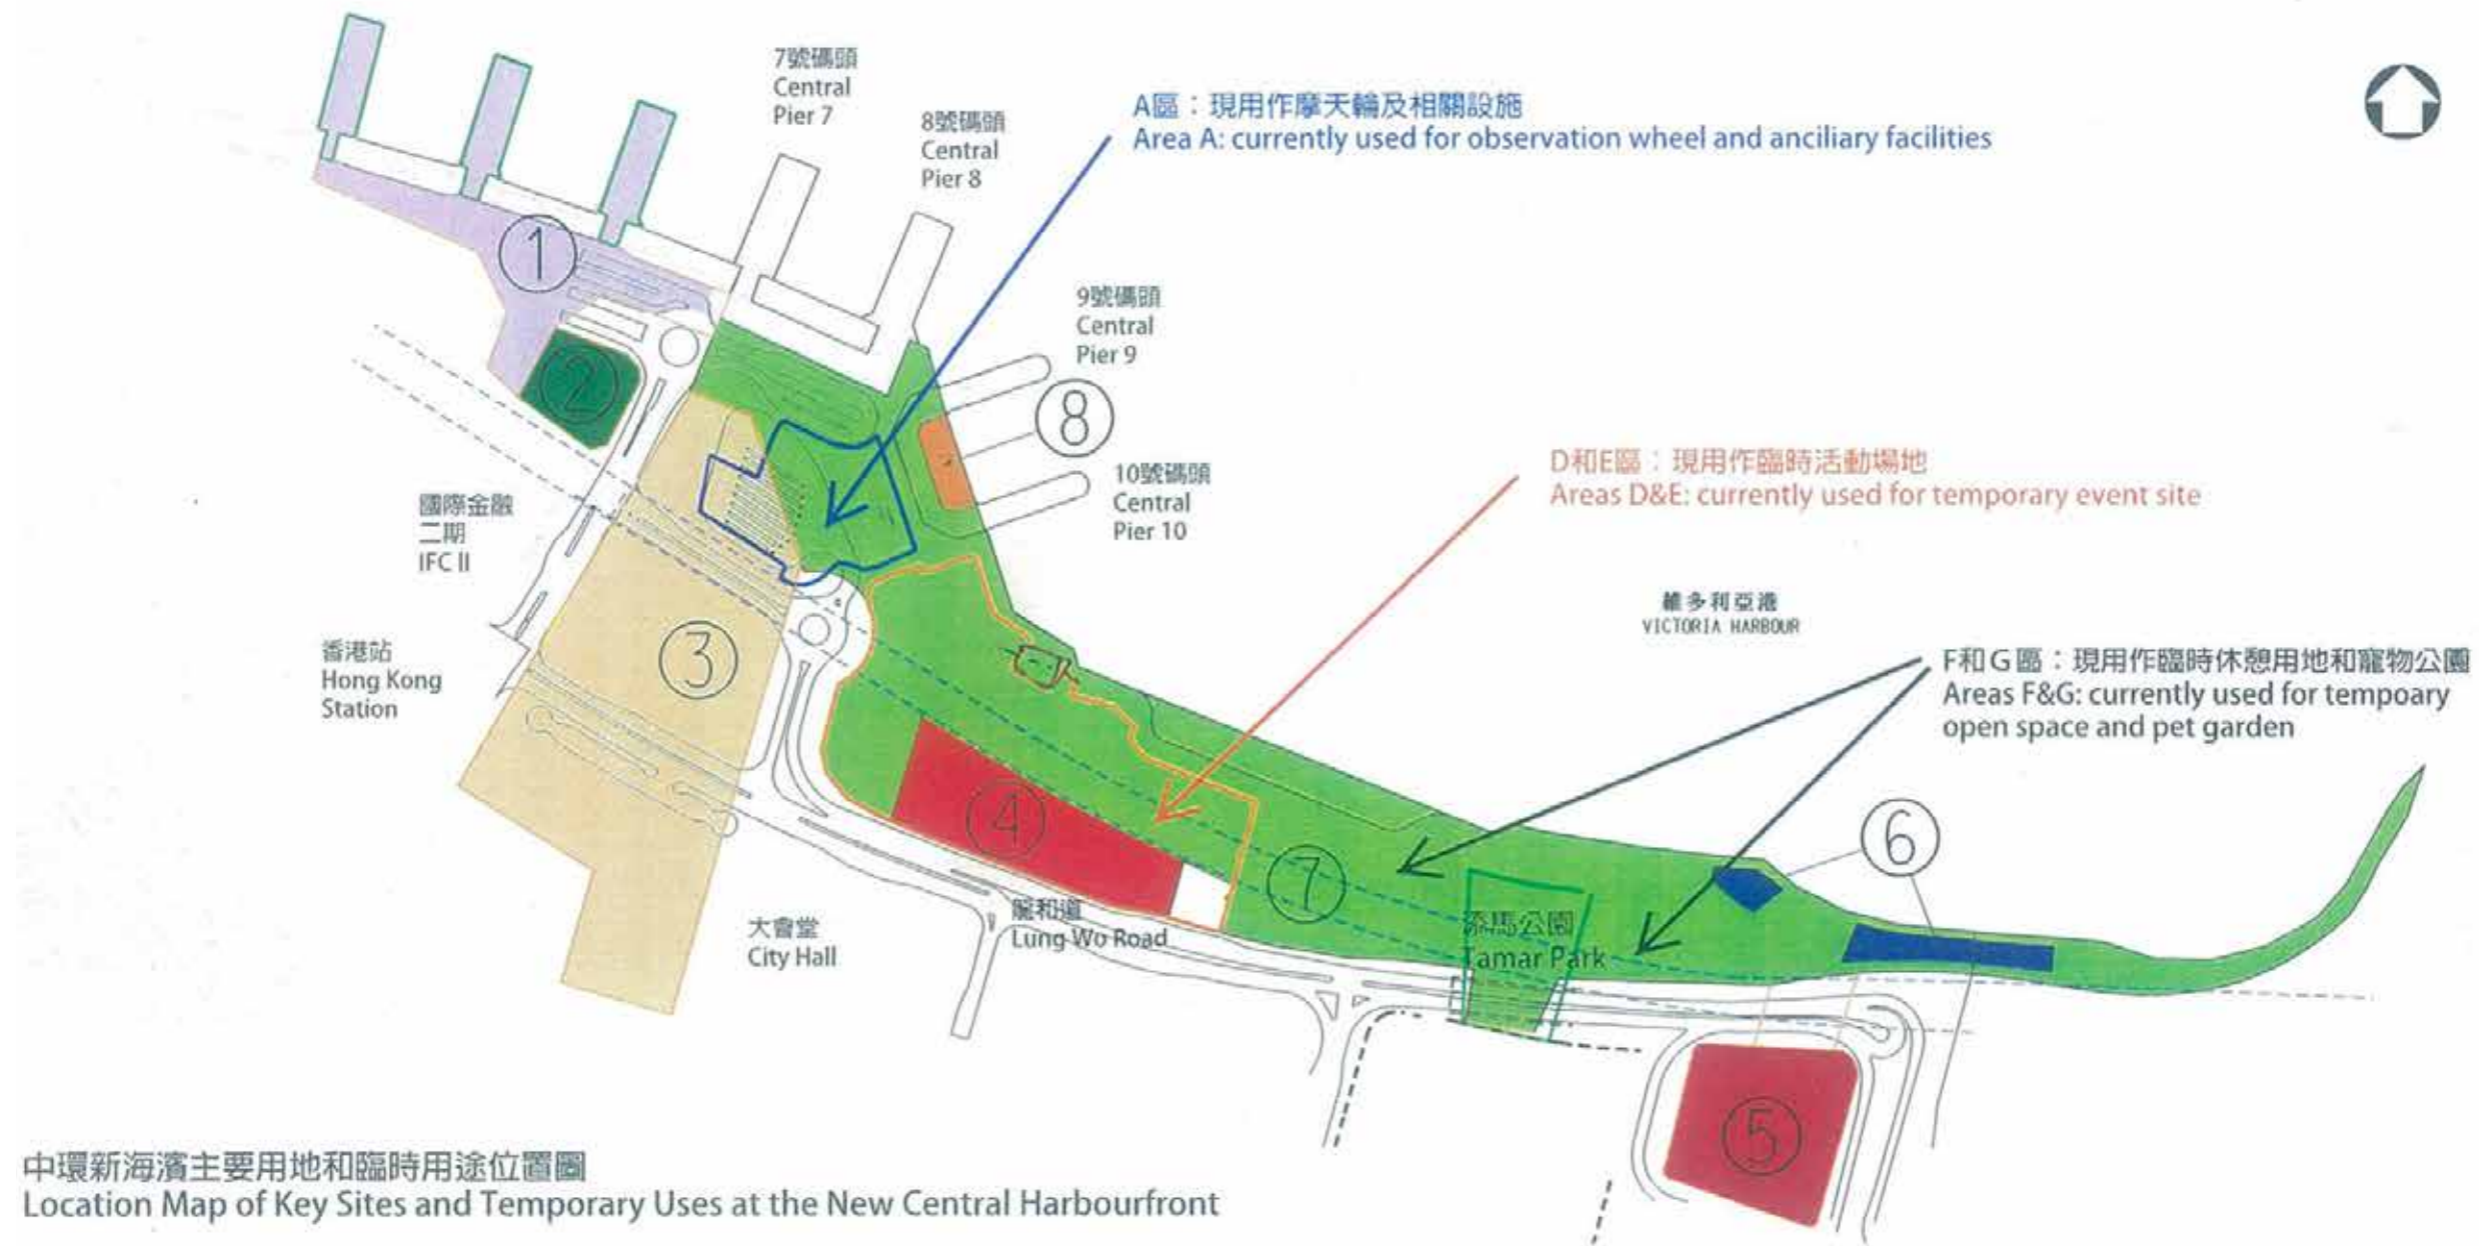 7號碼頭
Central
Pier 7
8號碼頭
Central
Pier 8
A區：現用作摩天輪及相關設施
Area A: currently used for observation wheel and anciliary facilities
1
2
9號碼頭
Central
Pier 9
8
10號碼頭
Central
Pier 10
D和E區：現用作臨時活動場地
Areas D&E: currently used for temporary event site
國際金融
二期
IFC II
維多利亞港
VICTORIA HARBOUR
香港站
Hong Kong
Station
3
F和G區：現用作臨時休憩用地和寵物公園
Areas F&G: currently used for tempoary
open space and pet garden
4
6
7
大會堂
City Hall
龍和道
Lung Wo Road
添馬公園
Tamar Park
5
中環新海濱主要用地和臨時用途位置圖
Location Map of Key Sites and Temporary Uses at the New Central Harbourfront